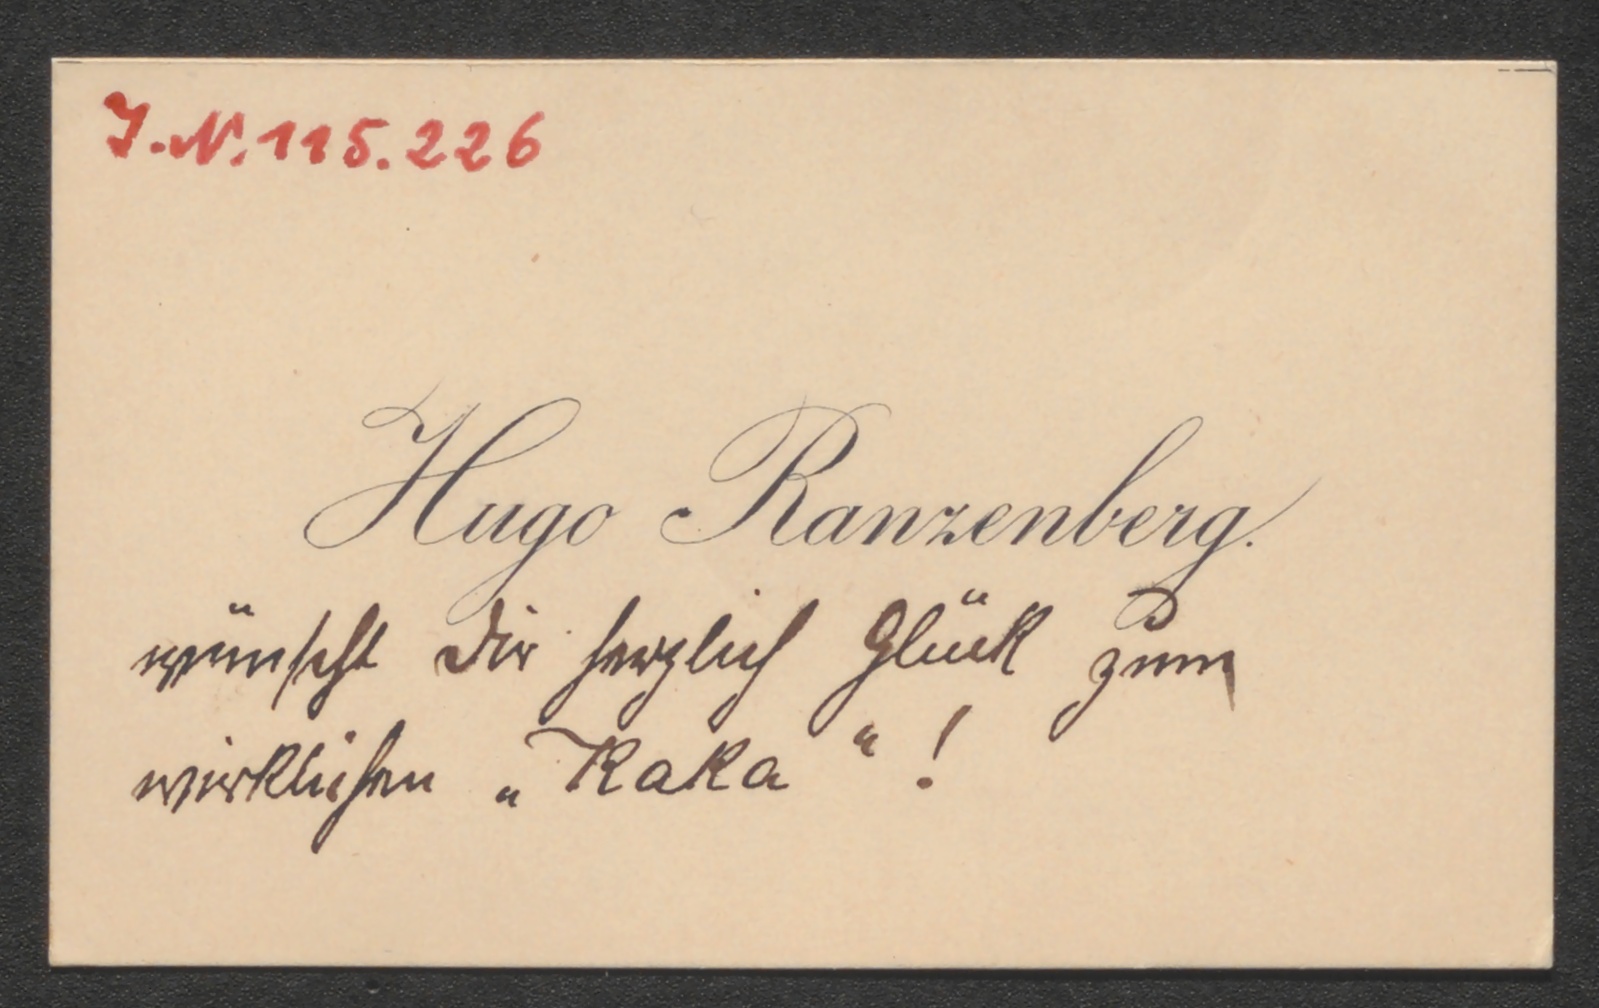 J.N. 115.226
Hugo Ranzenberg.
wünscht Dir herzlich Glück zum
wirklichen „Kaka“!